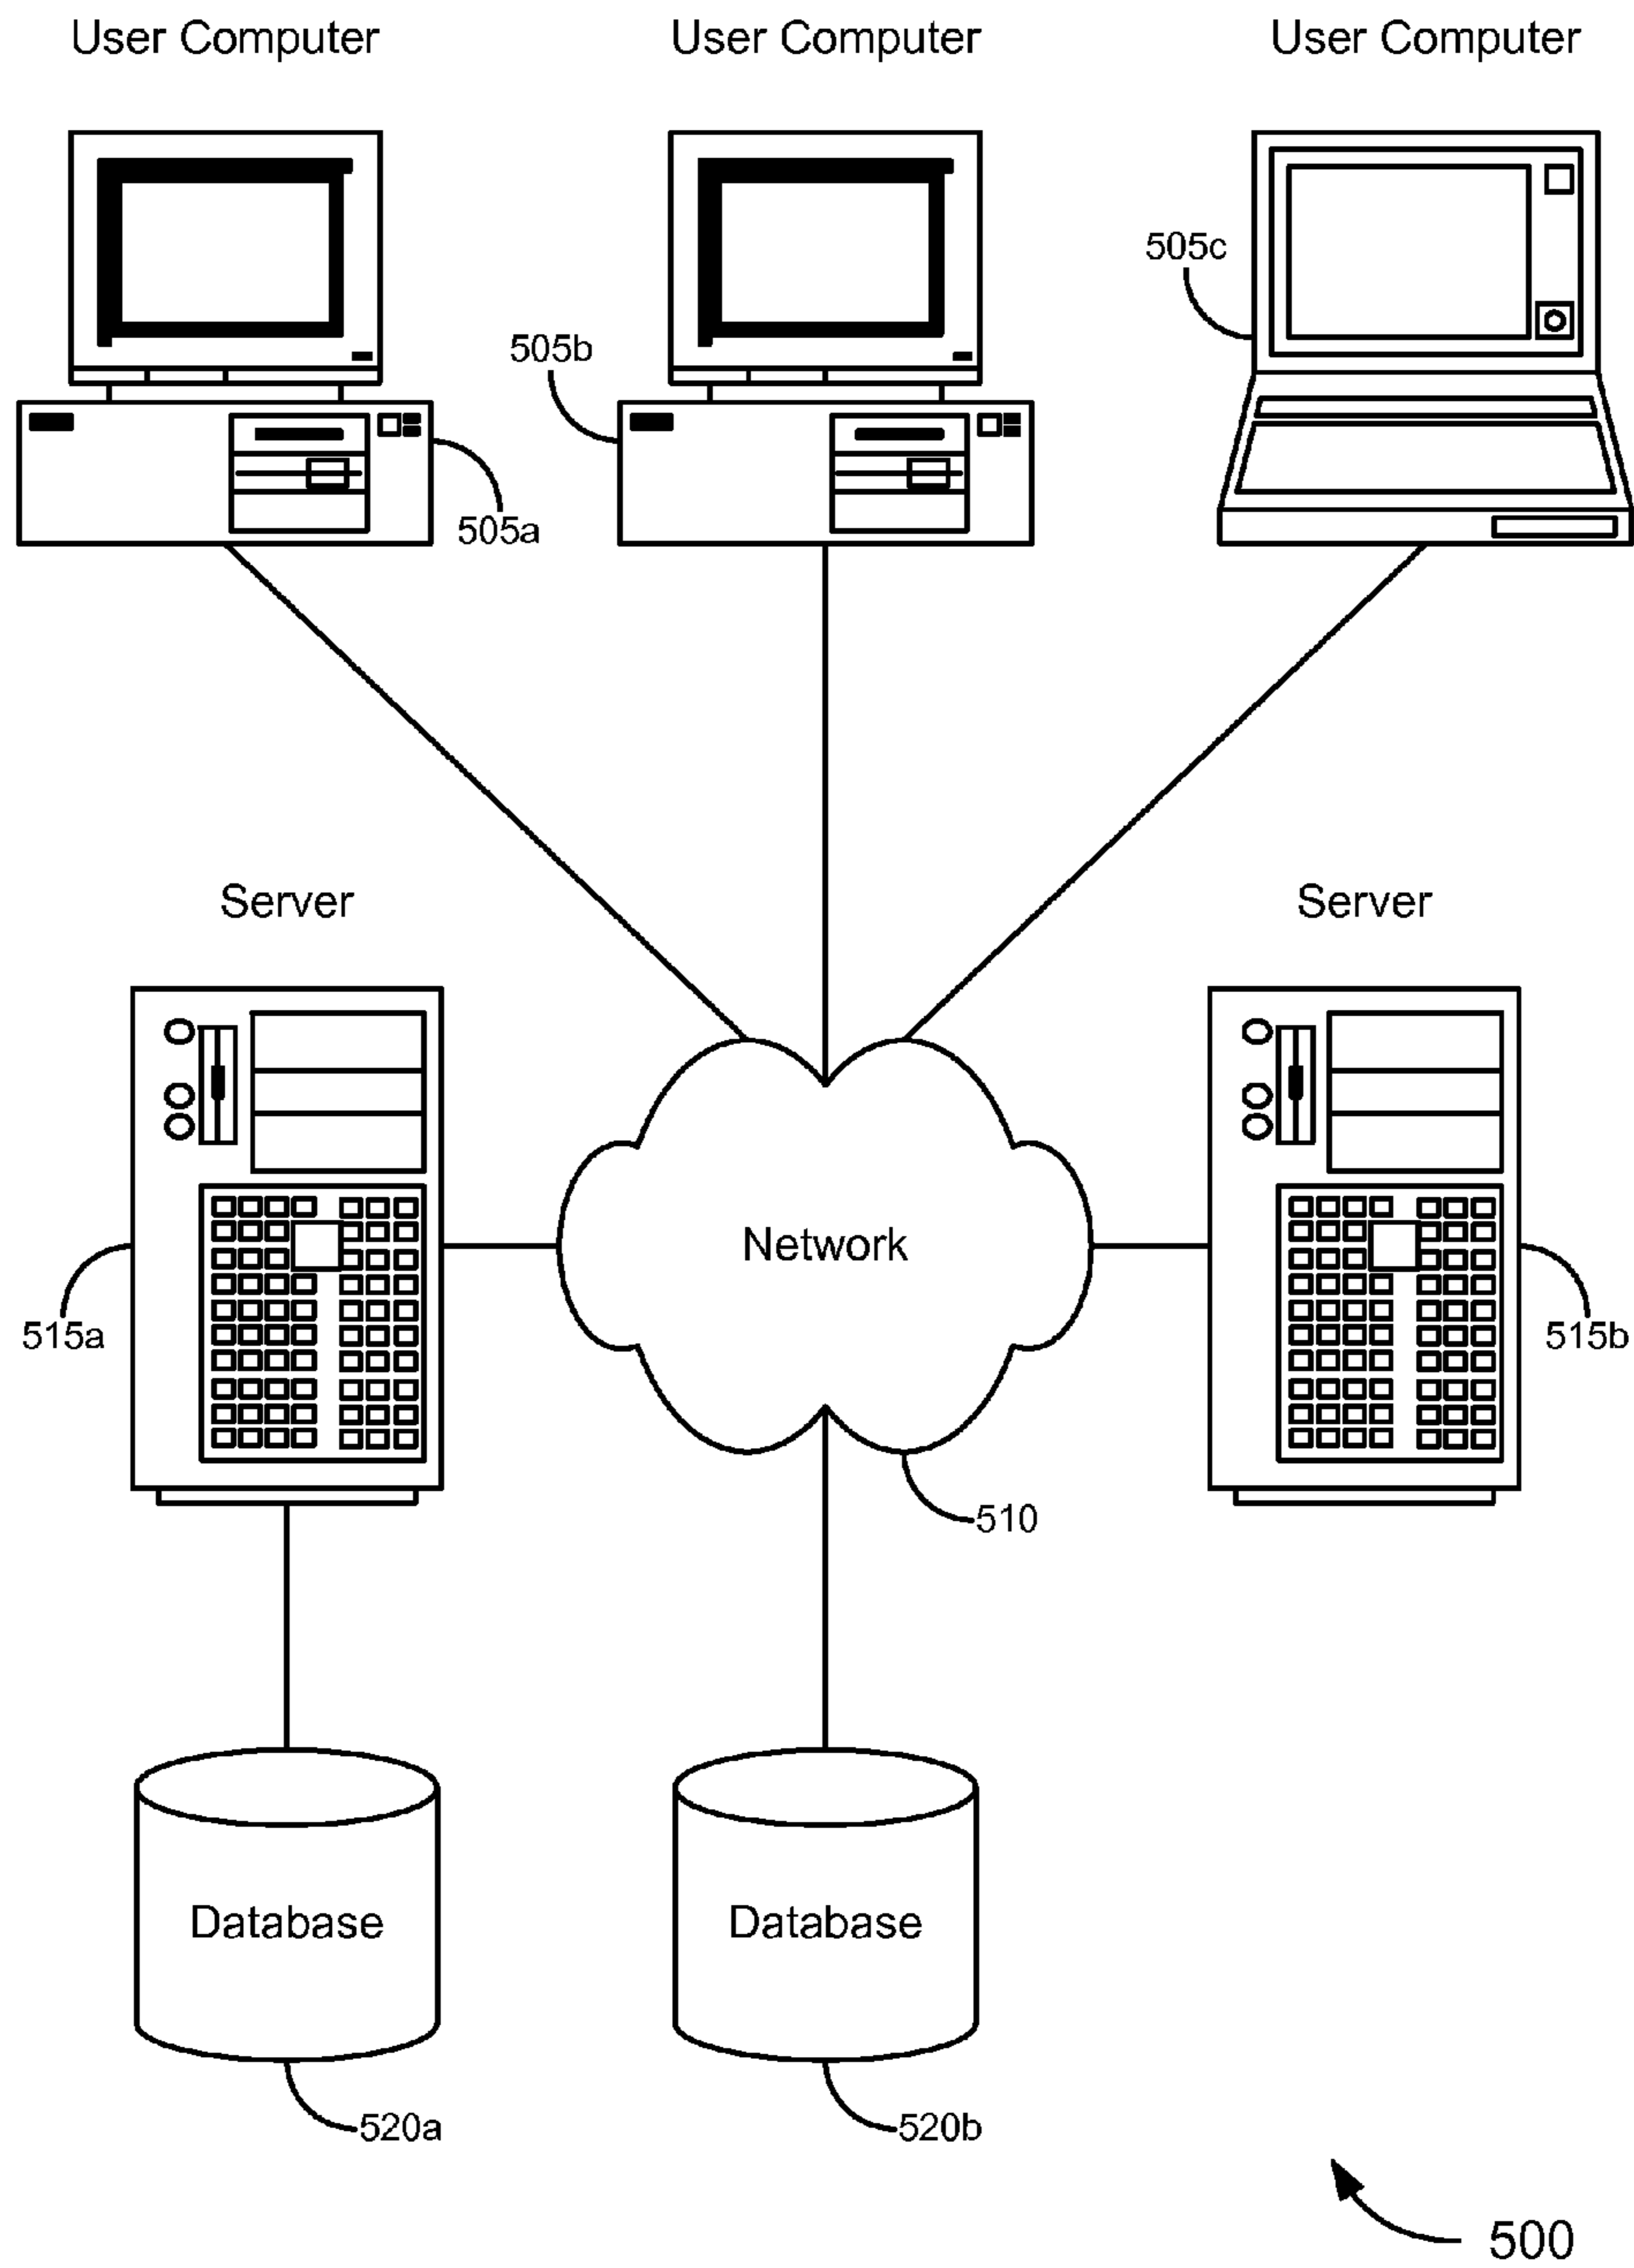 User Computer
User Computer
User Computer
505c
505b
505a
Server
Server
Network
515a
515b
510
Database
Database
520a
520b
500